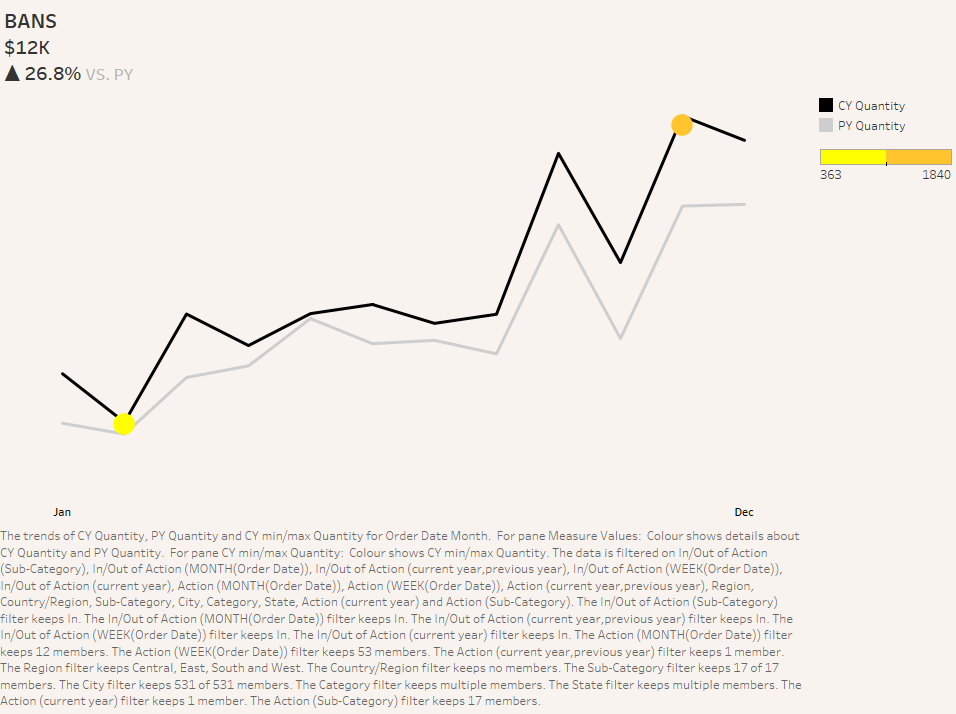 BANS
$12K
▲ 26.8% VS. PY
CY Quantity
PY Quantity
363 1840
Jan Dec
The trends of CY Quantity, PY Quantity and CY min/max Quantity for Order Date Month.  For pane Measure Values:  Colour shows details about
CY Quantity and PY Quantity.  For pane CY min/max Quantity:  Colour shows CY min/max Quantity. The data is filtered on In/Out of Action
(Sub-Category), In/Out of Action (MONTH(Order Date)), In/Out of Action (current year,previous year), In/Out of Action (WEEK(Order Date)),
In/Out of Action (current year), Action (MONTH(Order Date)), Action (WEEK(Order Date)), Action (current year,previous year), Region,
Country/Region, Sub-Category, City, Category, State, Action (current year) and Action (Sub-Category). The In/Out of Action (Sub-Category)
filter keeps In. The In/Out of Action (MONTH(Order Date)) filter keeps In. The In/Out of Action (current year,previous year) filter keeps In. The
In/Out of Action (WEEK(Order Date)) filter keeps In. The In/Out of Action (current year) filter keeps In. The Action (MONTH(Order Date)) filter
keeps 12 members. The Action (WEEK(Order Date)) filter keeps 53 members. The Action (current year,previous year) filter keeps 1 member.
The Region filter keeps Central, East, South and West. The Country/Region filter keeps no members. The Sub-Category filter keeps 17 of 17
members. The City filter keeps 531 of 531 members. The Category filter keeps multiple members. The State filter keeps multiple members. The
Action (current year) filter keeps 1 member. The Action (Sub-Category) filter keeps 17 members.